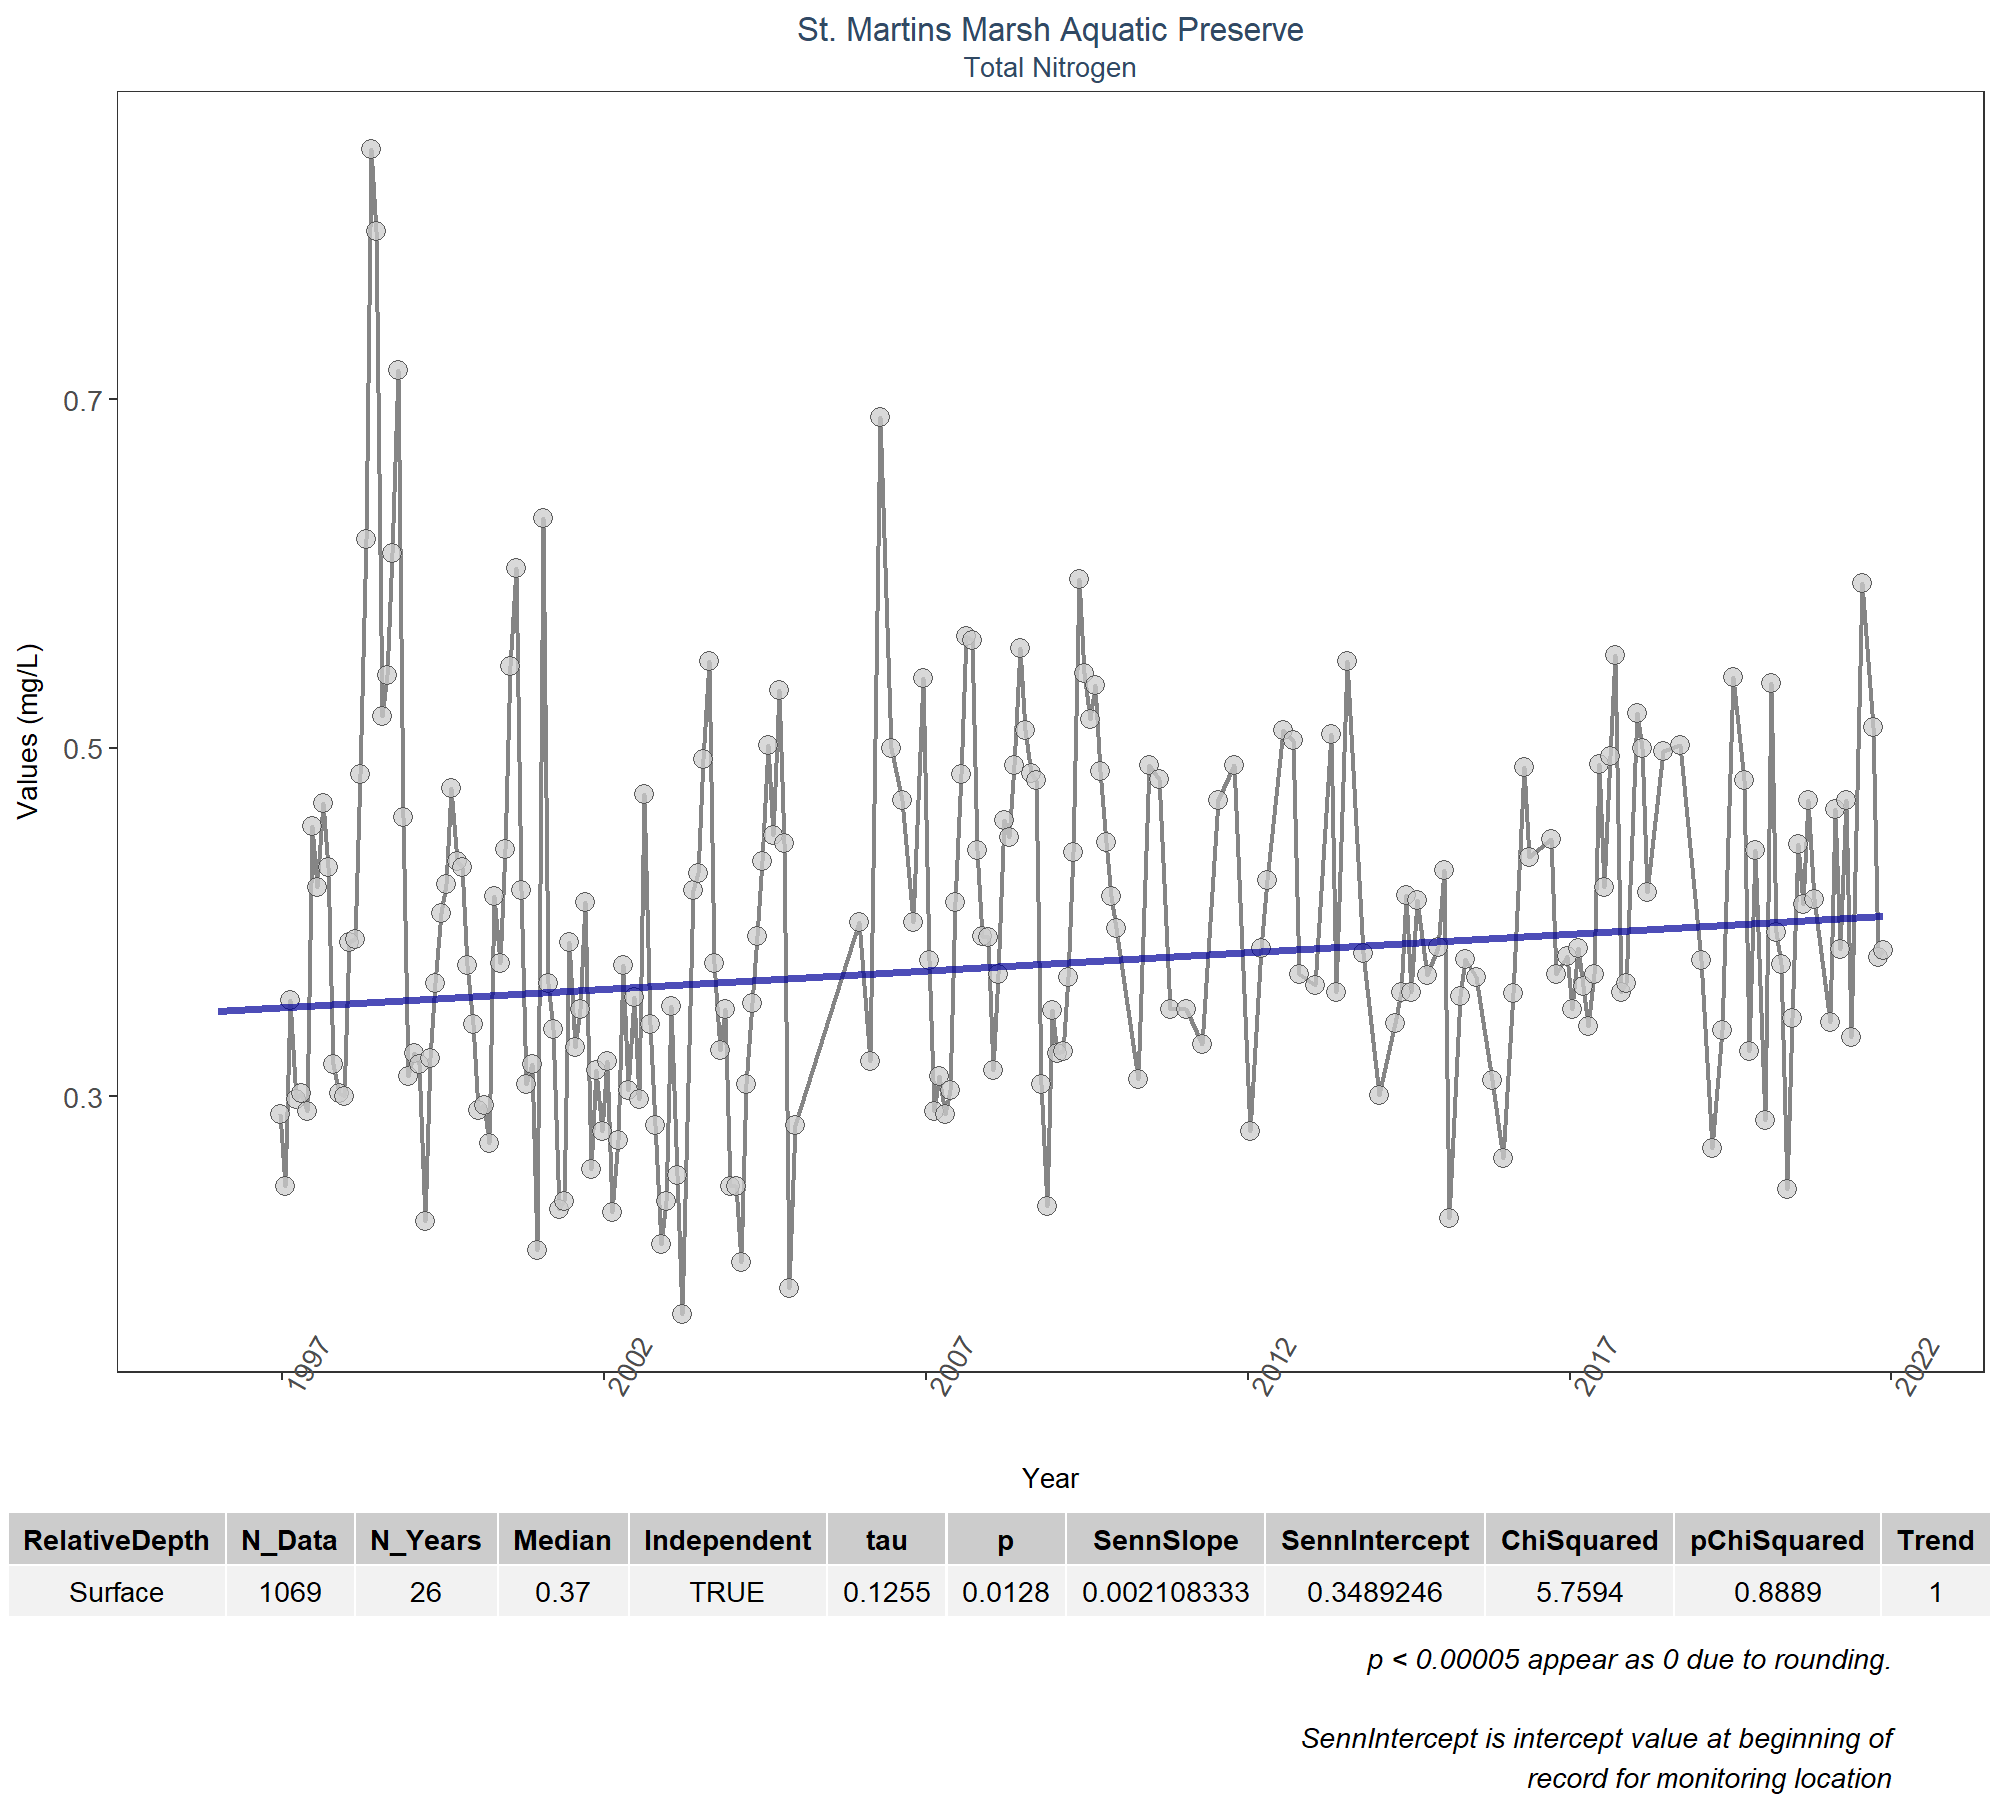 St. Martins Marsh Aquatic Preserve
Total Nitrogen
Values (mg/L)
0.7
0.5
0.3
1997 2002 2007 2012 2017 2022
Year
RelativeDepth N_Data N_Years Median Independent tau p SennSlope SennIntercept ChiSquared pChiSquared Trend
Surface 1069 26 0.37 TRUE 0.1255 0.0128 0.002108333 0.3489246 5.7594 0.8889 1
p < 0.00005 appear as 0 due to rounding.
SennIntercept is intercept value at beginning of
record for monitoring location